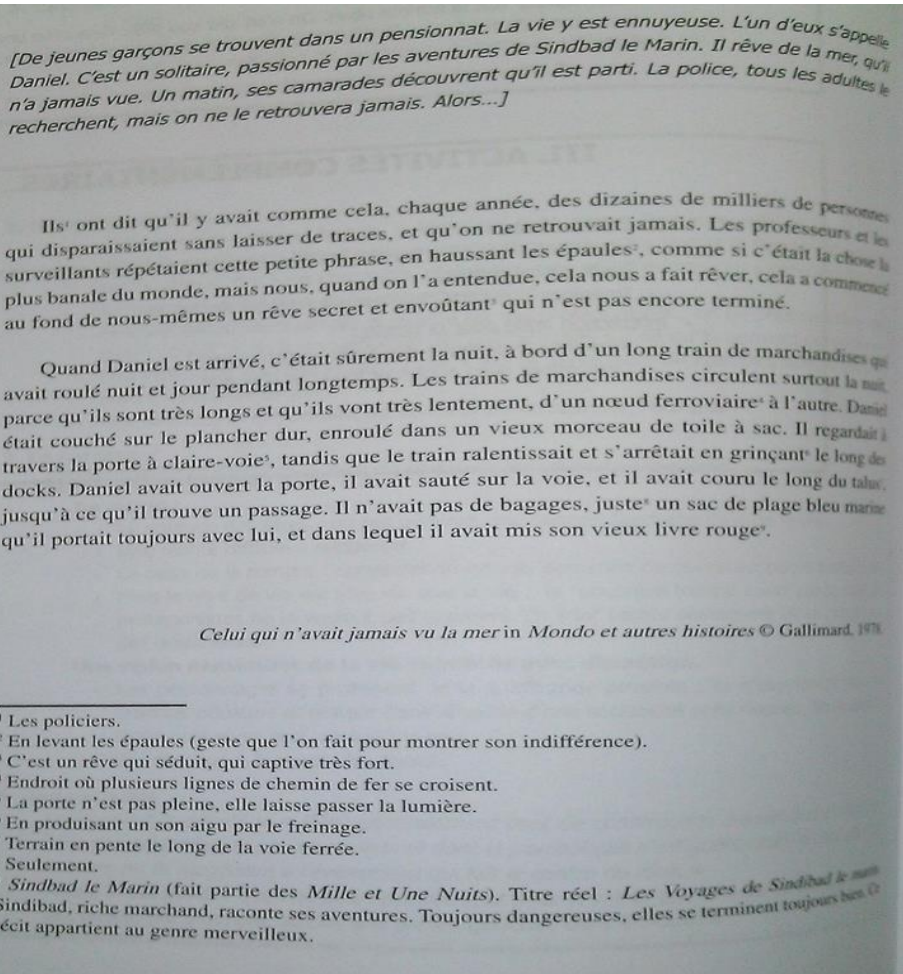 [De jeunes garçons se trouvent dans un pensionnat. La vie y est ennuyeuse. L'un d'eux s'appelle
Daniel. C'est un solitaire, passionné par les aventures de Sindbad le Marin. Il rêve de la mer, qu'il
n'a jamais vue. Un matin, ses camarades découvrent qu'il est parti. La police, tous les adultes le
recherchent, mais on ne le retrouvera jamais. Alors...]
Ils¹ ont dit qu'il y avait comme cela, chaque année, des dizaines de milliers de personnes
qui disparaissaient sans laisser de traces, et qu'on ne retrouvait jamais. Les professeurs et les
surveillants répétaient cette petite phrase, en haussant les épaules², comme si c'était la chose la
plus banale du monde, mais nous, quand on l'a entendue, cela nous a fait rêver, cela a commencé
au fond de nous-mêmes un rêve secret et envoûtant³ qui n'est pas encore terminé.
Quand Daniel est arrivé, c'était sûrement la nuit, à bord d'un long train de marchandises qui
avait roulé nuit et jour pendant longtemps. Les trains de marchandises circulent surtout la nuit,
parce qu'ils sont très longs et qu'ils vont très lentement, d'un nœud ferroviaire⁴ à l'autre. Daniel
était couché sur le plancher dur, enroulé dans un vieux morceau de toile à sac. Il regardait à
travers la porte à claire-voie⁵, tandis que le train ralentissait et s'arrêtait en grinçant⁶ le long des
docks. Daniel avait ouvert la porte, il avait sauté sur la voie, et il avait couru le long du talus⁷,
jusqu'à ce qu'il trouve un passage. Il n'avait pas de bagages, juste⁸ un sac de plage bleu marine
qu'il portait toujours avec lui, et dans lequel il avait mis son vieux livre rouge⁹.
Celui qui n'avait jamais vu la mer in Mondo et autres histoires © Gallimard, 1978
Les policiers.
En levant les épaules (geste que l'on fait pour montrer son indifférence).
C'est un rêve qui séduit, qui captive très fort.
Endroit où plusieurs lignes de chemin de fer se croisent.
La porte n'est pas pleine, elle laisse passer la lumière.
En produisant un son aigu par le freinage.
Terrain en pente le long de la voie ferrée.
Seulement.
Sindbad le Marin (fait partie des Mille et Une Nuits). Titre réel : Les Voyages de Sindibad le marin
Sindibad, riche marchand, raconte ses aventures. Toujours dangereuses, elles se terminent toujours bien. Ce
écit appartient au genre merveilleux.